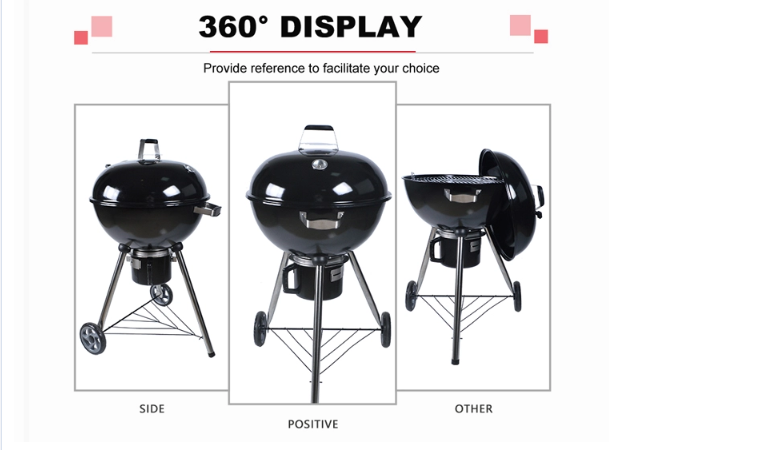 360° DISPLAY
Provide reference to facilitate your choice
SIDE
POSITIVE
OTHER